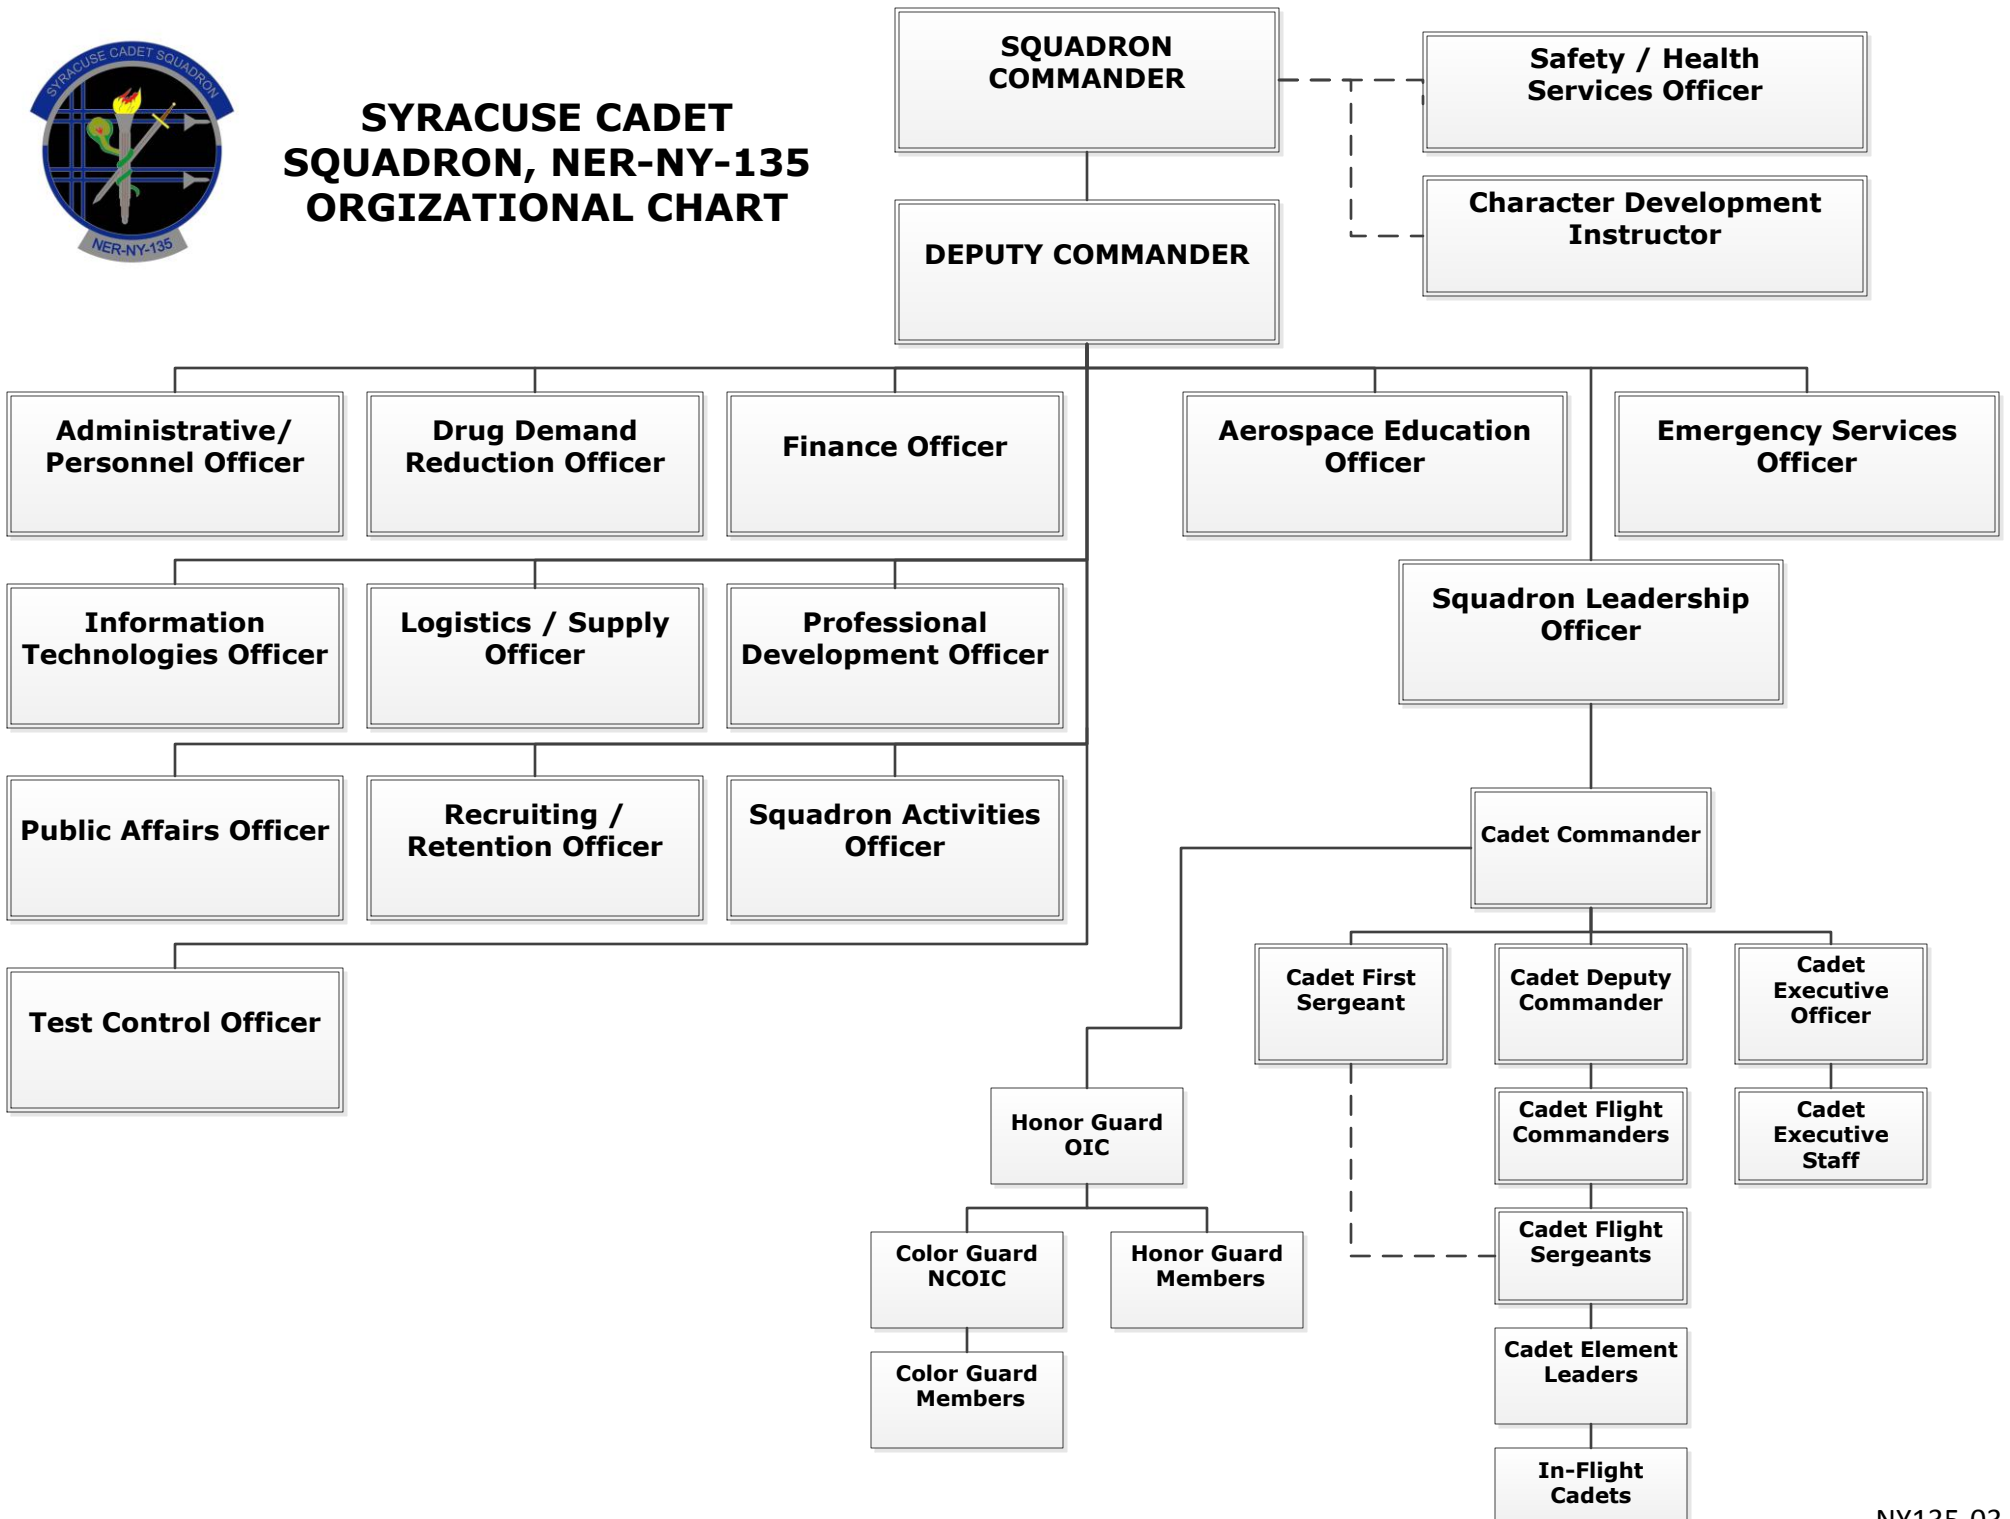 SYRACUSE CADET SQUADRON
NER-NY-135
SYRACUSE CADET
SQUADRON, NER-NY-135
ORGIZATIONAL CHART
SQUADRON
COMMANDER
Safety / Health
Services Officer
Character Development
Instructor
DEPUTY COMMANDER
Administrative/
Personnel Officer
Drug Demand
Reduction Officer
Finance Officer
Aerospace Education
Officer
Emergency Services
Officer
Information
Technologies Officer
Logistics / Supply
Officer
Professional
Development Officer
Squadron Leadership
Officer
Public Affairs Officer
Recruiting /
Retention Officer
Squadron Activities
Officer
Cadet Commander
Test Control Officer
Cadet First
Sergeant
Cadet Deputy
Commander
Cadet
Executive
Officer
Honor Guard
OIC
Cadet Flight
Commanders
Cadet
Executive
Staff
Color Guard
NCOIC
Honor Guard
Members
Cadet Flight
Sergeants
Color Guard
Members
Cadet Element
Leaders
In-Flight
Cadets